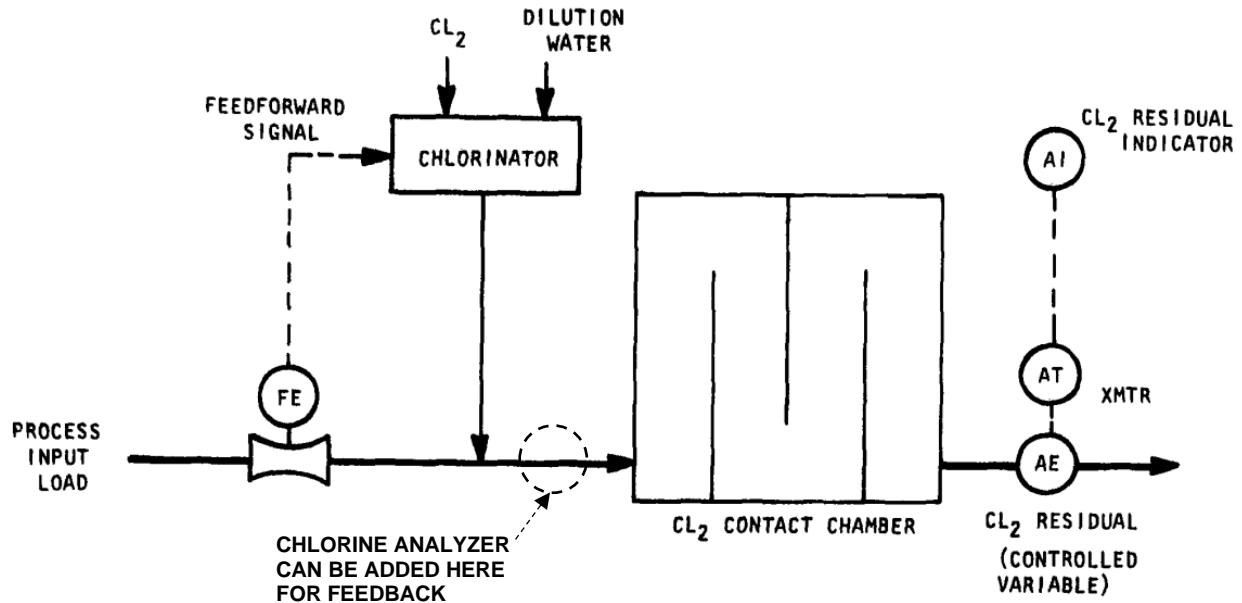 CL2
DILUTION
WATER
FEEDFORWARD
SIGNAL
CHLORINATOR
CL2 RESIDUAL
INDICATOR
AI
FE
AT
XMTR
PROCESS
INPUT
LOAD
AE
CL2 CONTACT CHAMBER
CL2 RESIDUAL
(CONTROLLED
VARIABLE)
CHLORINE ANALYZER
CAN BE ADDED HERE
FOR FEEDBACK